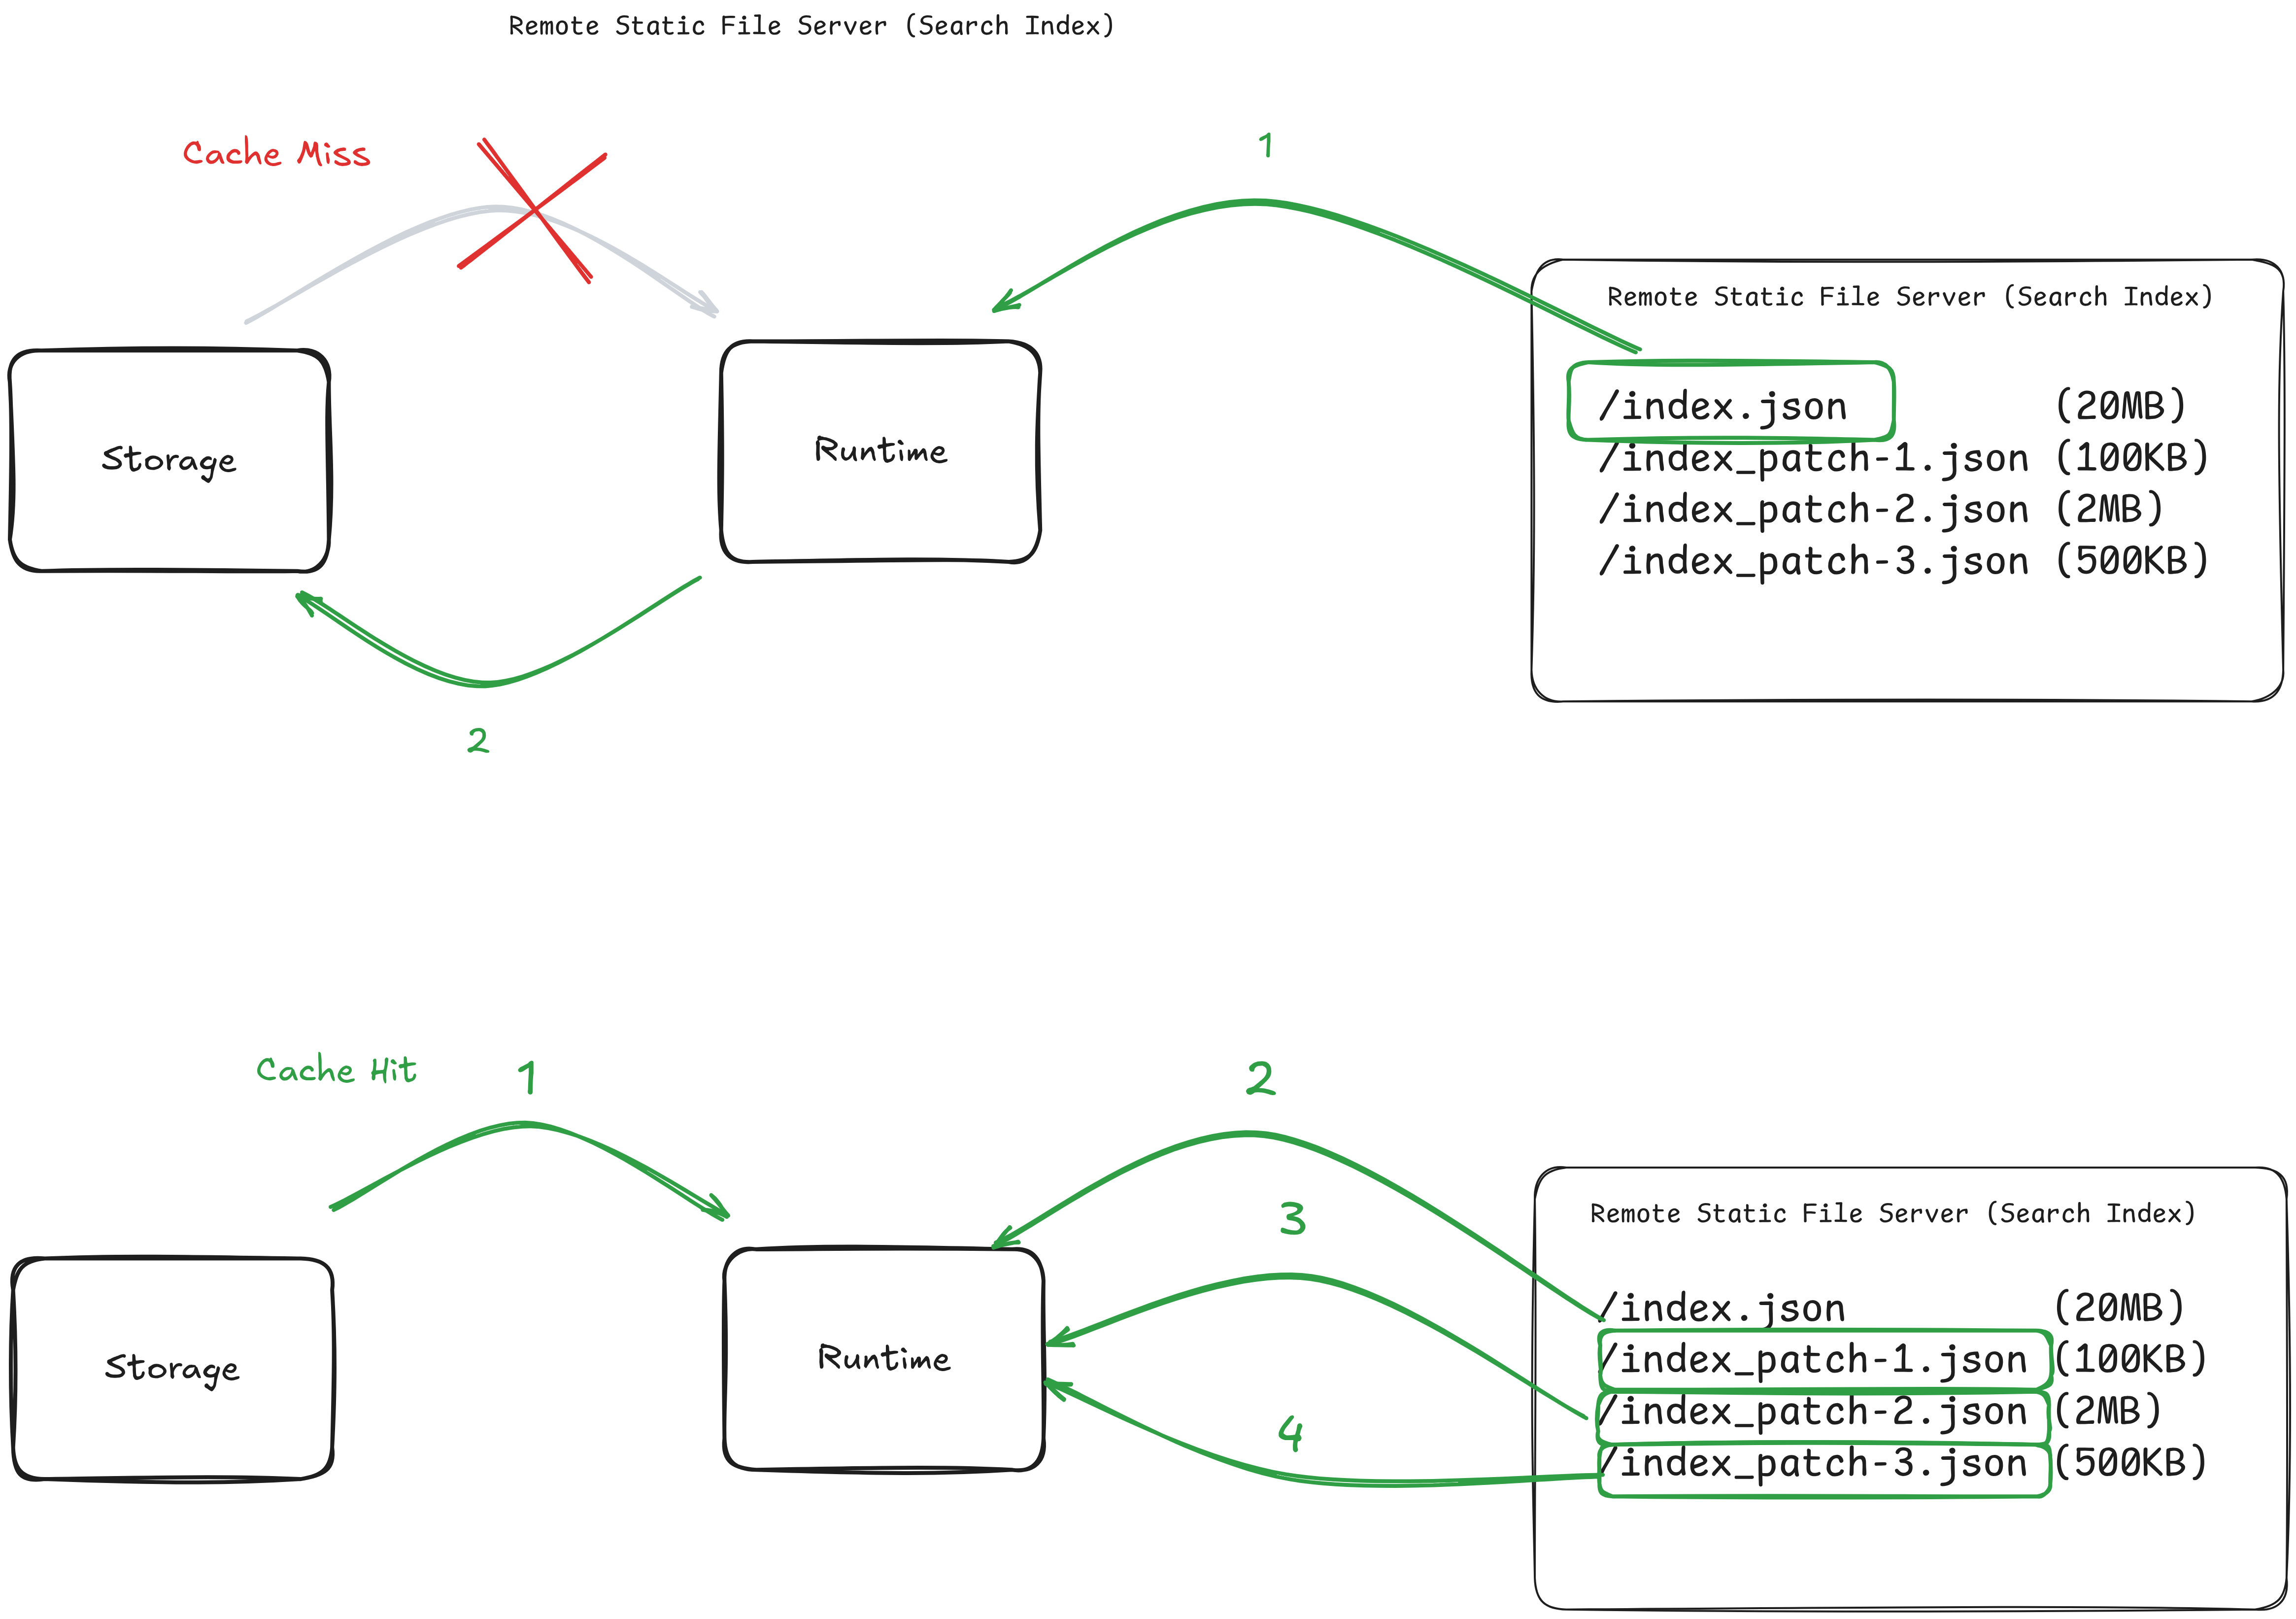 Remote Static File Server (Search Index)
Cache Miss
1
Remote Static File Server (Search Index)
/index.json (20MB)
/index_patch-1.json (100KB)
/index_patch-2.json (2MB)
/index_patch-3.json (500KB)
Storage
Runtime
2
Cache Hit
1
2
3
4
Remote Static File Server (Search Index)
/index.json (20MB)
/index_patch-1.json (100KB)
/index_patch-2.json (2MB)
/index_patch-3.json (500KB)
Storage
Runtime